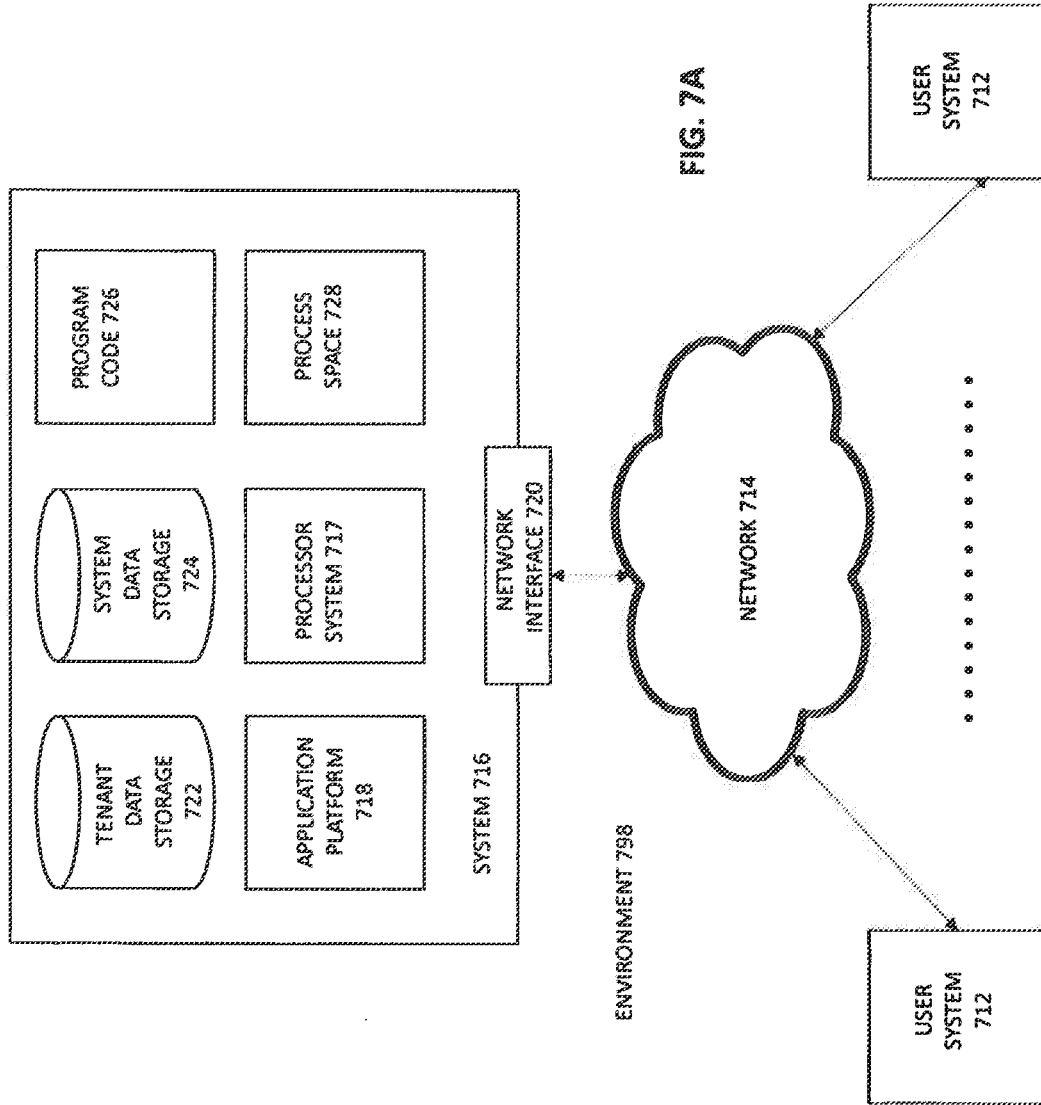 TENANT
DATA
STORAGE
722
SYSTEM
DATA
STORAGE
724
PROGRAM
CODE 726
APPLICATION
PLATFORM
718
PROCESSOR
SYSTEM 717
PROCESS
SPACE 728
SYSTEM 716
NETWORK
INTERFACE 720
ENVIRONMENT 798
FIG. 7A
NETWORK 714
USER
SYSTEM
712
USER
SYSTEM
712